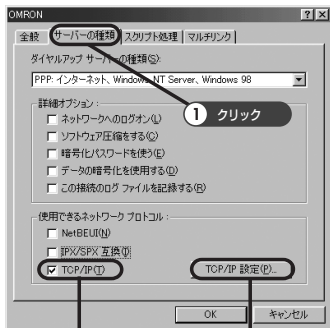 OMRON
全般 サーバーの種類 スクリプト処理 マルチリンク
ダイヤルアップ サーバーの種類(S):
PPP: インターネット、Windows NT Server、Windows 98
1 クリック
詳細オプション:
ネットワークへのログオン(L)
ソフトウェア圧縮をする(C)
暗号化パスワードを使う(E)
データの暗号化を使用する(D)
この接続のログ ファイルを記録する(R)
使用できるネットワーク プロトコル:
NetBEUI(N)
IPX/SPX 互換(I)
TCP/IP(T)
TCP/IP 設定(P)...
OK キャンセル